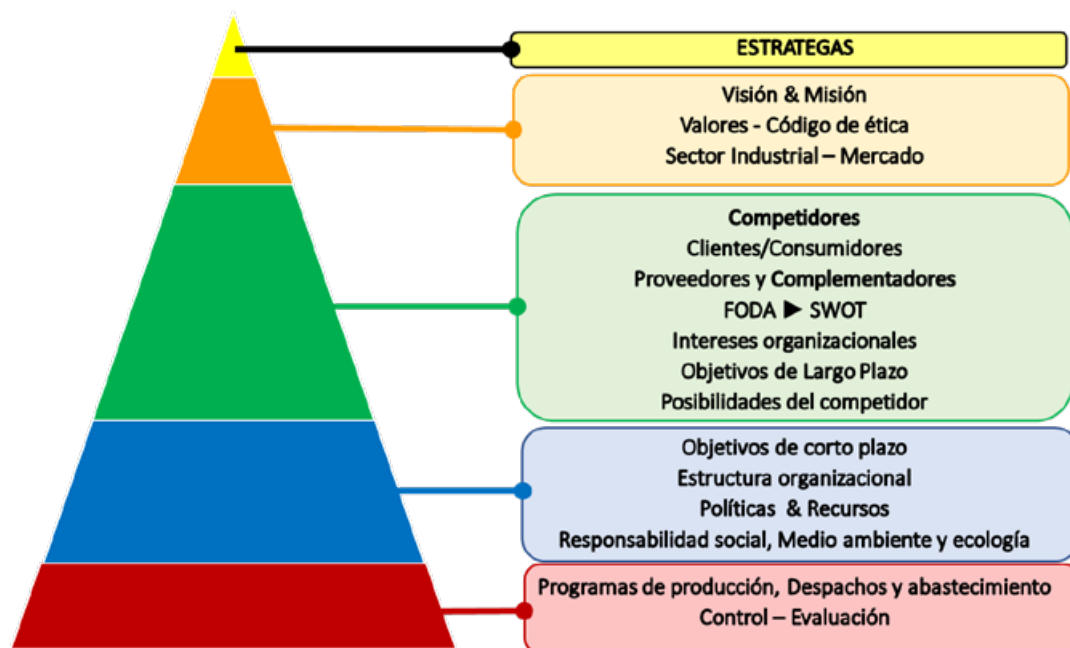 ESTRATEGAS
Visión & Misión
Valores - Código de ética
Sector Industrial – Mercado
Competidores
Clientes/Consumidores
Proveedores y Complementadores
FODA ► SWOT
Intereses organizacionales
Objetivos de Largo Plazo
Posibilidades del competidor
Objetivos de corto plazo
Estructura organizacional
Políticas & Recursos
Responsabilidad social, Medio ambiente y ecología
Programas de producción, Despachos y abastecimiento
Control – Evaluación